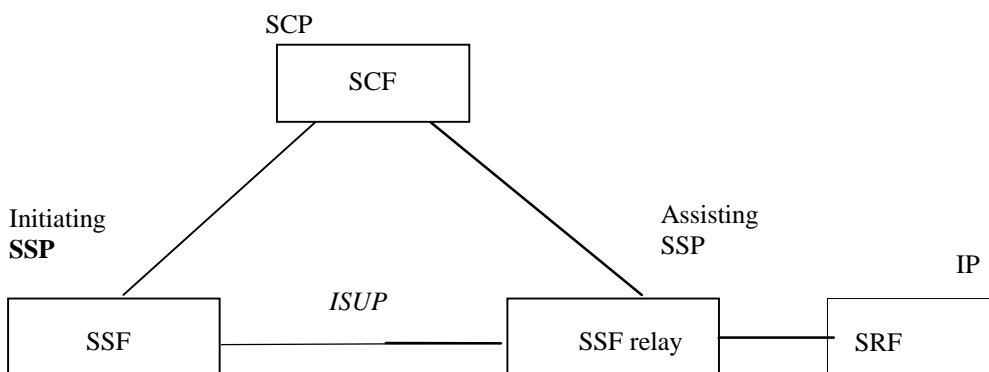 SCP
SCF
Initiating
SSP
Assisting
SSP
IP
ISUP
SSF
SSF relay
SRF